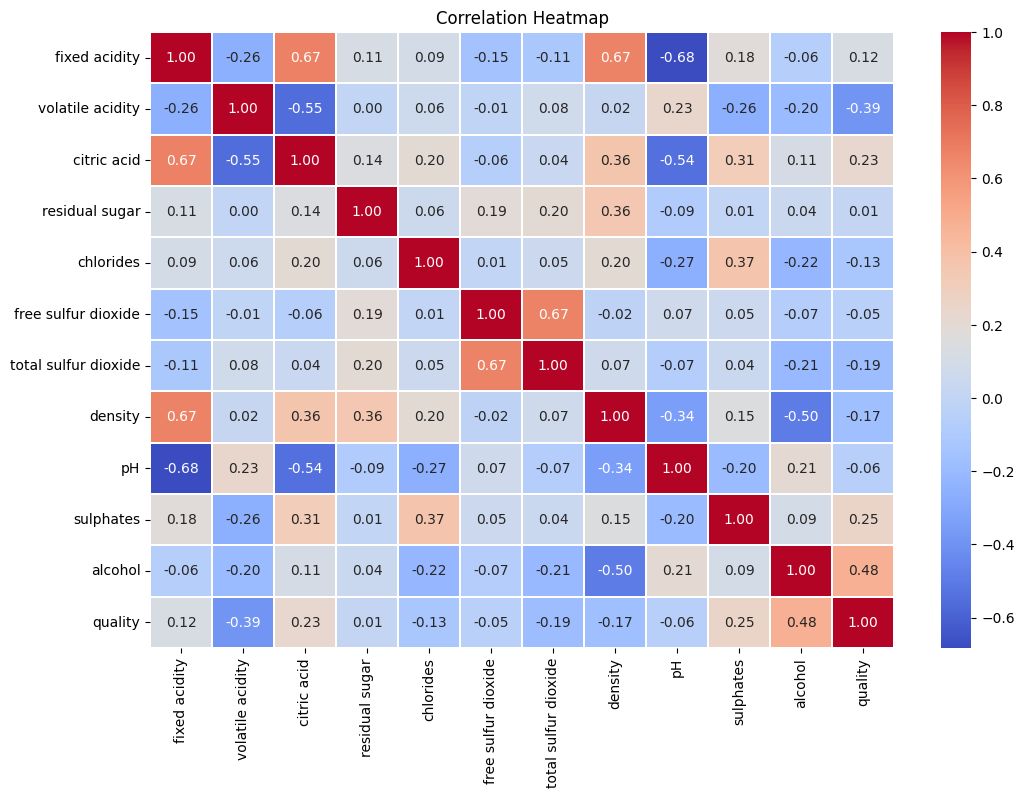 Correlation Heatmap
fixed acidity 1.00 -0.26 0.67 0.11 0.09 -0.15 -0.11 0.67 -0.68 0.18 -0.06 0.12
volatile acidity -0.26 1.00 -0.55 0.00 0.06 -0.01 0.08 0.02 0.23 -0.26 -0.20 -0.39
citric acid 0.67 -0.55 1.00 0.14 0.20 -0.06 0.04 0.36 -0.54 0.31 0.11 0.23
residual sugar 0.11 0.00 0.14 1.00 0.06 0.19 0.20 0.36 -0.09 0.01 0.04 0.01
chlorides 0.09 0.06 0.20 0.06 1.00 0.01 0.05 0.20 -0.27 0.37 -0.22 -0.13
free sulfur dioxide -0.15 -0.01 -0.06 0.19 0.01 1.00 0.67 -0.02 0.07 0.05 -0.07 -0.05
total sulfur dioxide -0.11 0.08 0.04 0.20 0.05 0.67 1.00 0.07 -0.07 0.04 -0.21 -0.19
density 0.67 0.02 0.36 0.36 0.20 -0.02 0.07 1.00 -0.34 0.15 -0.50 -0.17
pH -0.68 0.23 -0.54 -0.09 -0.27 0.07 -0.07 -0.34 1.00 -0.20 0.21 -0.06
sulphates 0.18 -0.26 0.31 0.01 0.37 0.05 0.04 0.15 -0.20 1.00 0.09 0.25
alcohol -0.06 -0.20 0.11 0.04 -0.22 -0.07 -0.21 -0.50 0.21 0.09 1.00 0.48
quality 0.12 -0.39 0.23 0.01 -0.13 -0.05 -0.19 -0.17 -0.06 0.25 0.48 1.00
fixed acidity
volatile acidity
citric acid
residual sugar
chlorides
free sulfur dioxide
total sulfur dioxide
density
pH
sulphates
alcohol
quality
1.0
0.8
0.6
0.4
0.2
0.0
−0.2
−0.4
−0.6